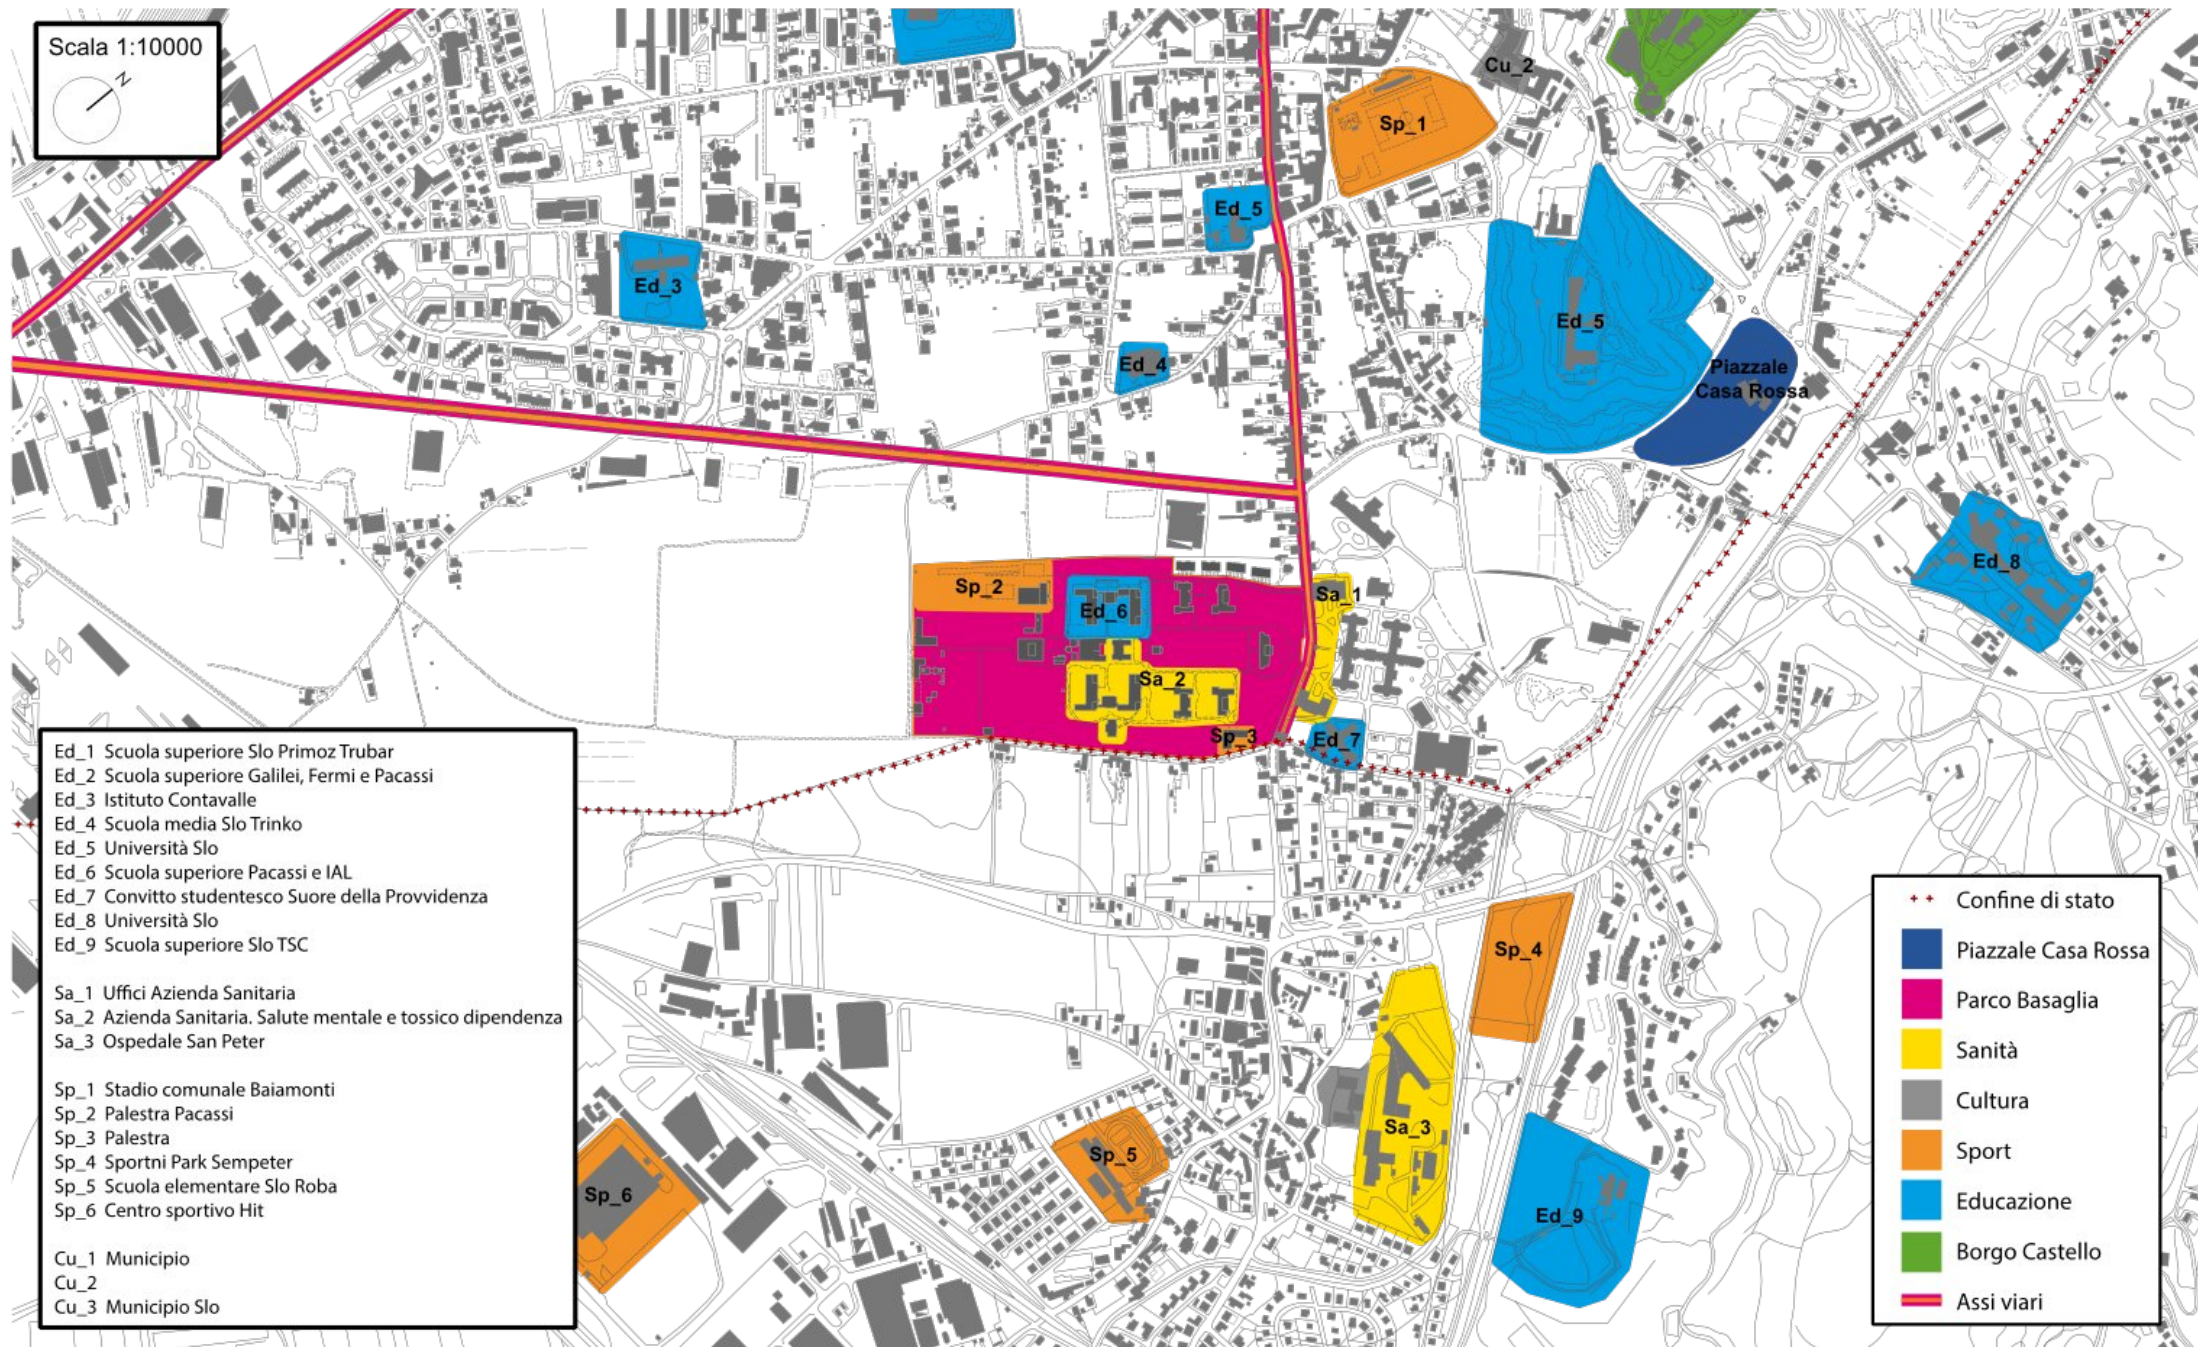 Scala 1:10000
N
Cu_2
Sp_1
Ed_5
Ed_3
Ed_5
Ed_4
Piazzale
Casa Rossa
Sp_2
Ed_6
Sa_1
Ed_8
Sa_2
Sp_3
Ed_7
Sp_4
Sa_3
Sp_5
Sp_6
Ed_9
Ed_1 Scuola superiore Slo Primoz Trubar
Ed_2 Scuola superiore Galilei, Fermi e Pacassi
Ed_3 Istituto Contavalle
Ed_4 Scuola media Slo Trinko
Ed_5 Università Slo
Ed_6 Scuola superiore Pacassi e IAL
Ed_7 Convitto studentesco Suore della Provvidenza
Ed_8 Università Slo
Ed_9 Scuola superiore Slo TSC
Sa_1 Uffici Azienda Sanitaria
Sa_2 Azienda Sanitaria. Salute mentale e tossico dipendenza
Sa_3 Ospedale San Peter
Sp_1 Stadio comunale Baiamonti
Sp_2 Palestra Pacassi
Sp_3 Palestra
Sp_4 Sportni Park Sempeter
Sp_5 Scuola elementare Slo Roba
Sp_6 Centro sportivo Hit
Cu_1 Municipio
Cu_2
Cu_3 Municipio Slo
Confine di stato
Piazzale Casa Rossa
Parco Basaglia
Sanità
Cultura
Sport
Educazione
Borgo Castello
Assi viari